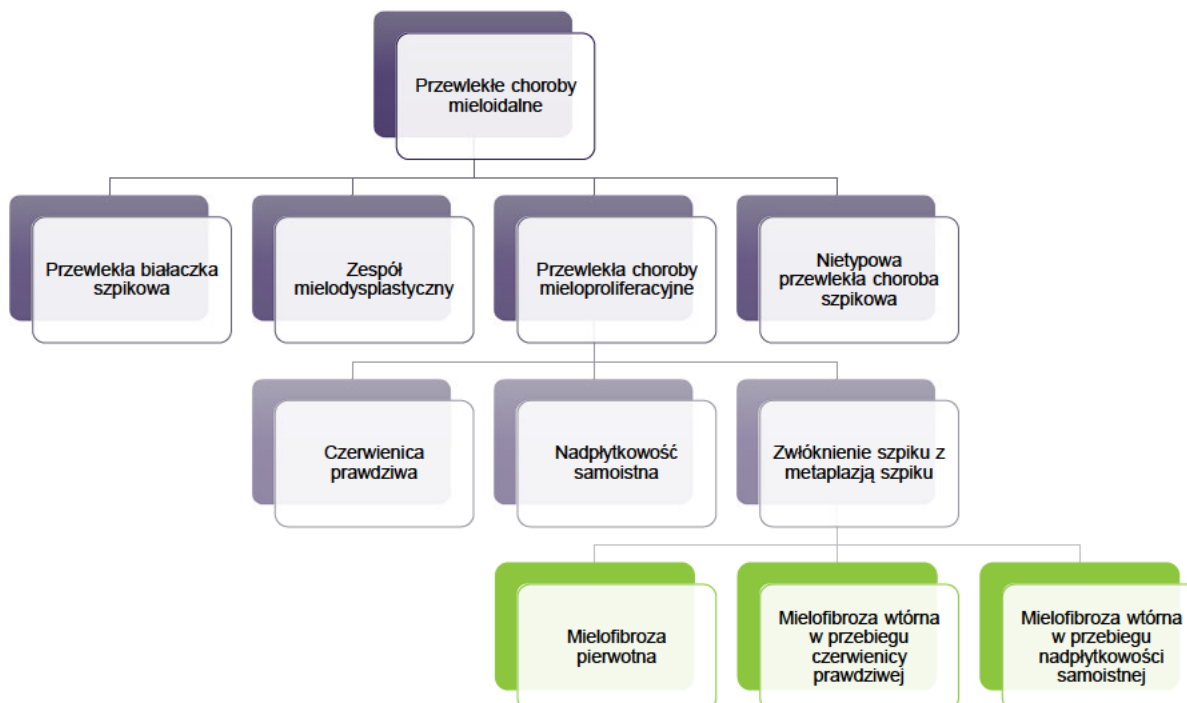 Przewlekłe choroby
mieloidalne
Przewlekła białaczka
szpikowa
Zespół
mielodysplastyczny
Przewlekła choroby
mieloproliferacyjne
Nietypowa
przewlekła choroba
szpikowa
Czerwienica
prawdziwa
Nadpłytkowość
samoistna
Zwłóknienie szpiku z
metaplazją szpiku
Mielofibroza
pierwotna
Mielofibroza wtórna
w przebiegu
czerwienicy
prawdziwej
Mielofibroza wtórna
w przebiegu
nadpłytkowości
samoistnej